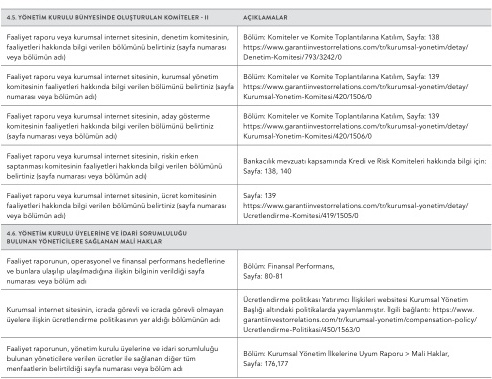 4.5. YÖNETİM KURULU BÜNYESİNDE OLUŞTURULAN KOMİTELER - II
AÇIKLAMALAR
Faaliyet raporu veya kurumsal internet sitesinin, denetim komitesinin,
faaliyetleri hakkında bilgi verilen bölümünü belirtiniz (sayfa numarası
veya bölümün adı)
Bölüm: Komiteler ve Komite Toplantılarına Katılım, Sayfa: 138
https://www.garantiinvestorrelations.com/tr/kurumsal-yonetim/detay/
Denetim-Komitesi/793/3242/0
Faaliyet raporu veya kurumsal internet sitesinin, kurumsal yönetim
komitesinin faaliyetleri hakkında bilgi verilen bölümünü belirtiniz (sayfa
numarası veya bölümün adı)
Bölüm: Komiteler ve Komite Toplantılarına Katılım, Sayfa: 139
https://www.garantiinvestorrelations.com/tr/kurumsal-yonetim/detay/
Kurumsal-Yonetim-Komitesi/420/1506/0
Faaliyet raporu veya kurumsal internet sitesinin, aday gösterme
komitesinin faaliyetleri hakkında bilgi verilen bölümünü belirtiniz
(sayfa numarası veya bölümün adı)
Bölüm: Komiteler ve Komite Toplantılarına Katılım, Sayfa: 139
https://www.garantiinvestorrelations.com/tr/kurumsal-yonetim/detay/
Kurumsal-Yonetim-Komitesi/420/1506/0
Faaliyet raporu veya kurumsal internet sitesinin, riskin erken
saptanması komitesinin faaliyetleri hakkında bilgi verilen bölümünü
belirtiniz (sayfa numarası veya bölümün adı)
Bankacılık mevzuatı kapsamında Kredi ve Risk Komiteleri hakkında bilgi için:
Sayfa: 138, 140
Faaliyet raporu veya kurumsal internet sitesinin, ücret komitesinin
faaliyetleri hakkında bilgi verilen bölümünü belirtiniz (sayfa numarası
veya bölümün adı)
Sayfa: 139
https://www.garantiinvestorrelations.com/tr/kurumsal-yonetim/detay/
Ucretlendirme-Komitesi/419/1505/0
4.6. YÖNETİM KURULU ÜYELERİNE VE İDARİ SORUMLULUĞU
BULUNAN YÖNETİCİLERE SAĞLANAN MALİ HAKLAR
Faaliyet raporunun, operasyonel ve finansal performans hedeflerine
ve bunlara ulaşılıp ulaşılmadığına ilişkin bilginin verildiği sayfa
numarası veya bölüm adı
Bölüm: Finansal Performans,
Sayfa: 80-81
Kurumsal internet sitesinin, icrada görevli ve icrada görevli olmayan
üyelere ilişkin ücretlendirme politikasının yer aldığı bölümünün adı
Ücretlendirme politikası Yatırımcı İlişkileri websitesi Kurumsal Yönetim
Başlığı altındaki politikalarda yayımlanmıştır. İlgili bağlantı: https://www.
garantiinvestorrelations.com/tr/kurumsal-yonetim/compensation-policy/
Ucretlendirme-Politikasi/450/1563/0
Faaliyet raporunun, yönetim kurulu üyelerine ve idari sorumluluğu
bulunan yöneticilere verilen ücretler ile sağlanan diğer tüm
menfaatlerin belirtildiği sayfa numarası veya bölüm adı
Bölüm: Kurumsal Yönetim İlkelerine Uyum Raporu > Mali Haklar,
Sayfa: 176,177